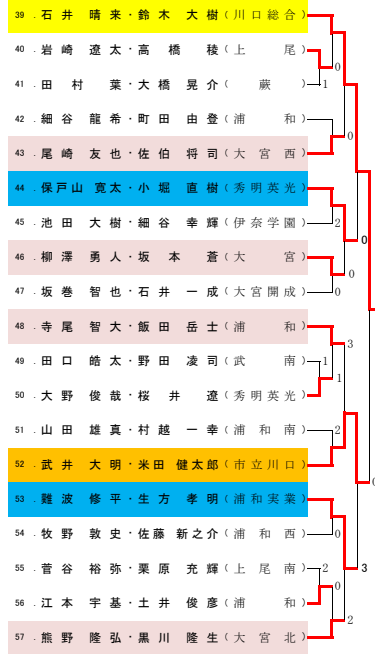 39 . 石井 晴来・鈴木 大樹（川口総合）
40 . 岩崎 遼太・高橋 稜（上尾）
0
41 . 田村 葉・大橋 晃介（蕨） 1
42 . 細谷 龍希・町田 由登（浦和）
0
43 . 尾崎 友也・佐伯 将司（大宮西）
44 . 保戸山 寛太・小堀 直樹（秀明英光）
45 . 池田 大樹・細谷 幸輝（伊奈学園） 2
0
46 . 柳澤 勇人・坂本 蒼（大宮）
0
47 . 坂巻 智也・石井 一成（大宮開成） 0
48 . 寺尾 智大・飯田 岳士（浦和）
3
49 . 田口 皓太・野田 凌司（武南） 1
1
50 . 大野 俊哉・桜井 遼（秀明英光）
51 . 山田 雄真・村越 一幸（浦和南） 2
52 . 武井 大明・米田 健太郎（市立川口）
0
53 . 難波 修平・生方 孝明（浦和実業）
54 . 牧野 敦史・佐藤 新之介（浦和西） 0
55 . 菅谷 裕弥・栗原 充輝（上尾南） 2
3
0
56 . 江本 宇基・土井 俊彦（浦和）
2
57 . 熊野 隆弘・黒川 隆生（大宮北）